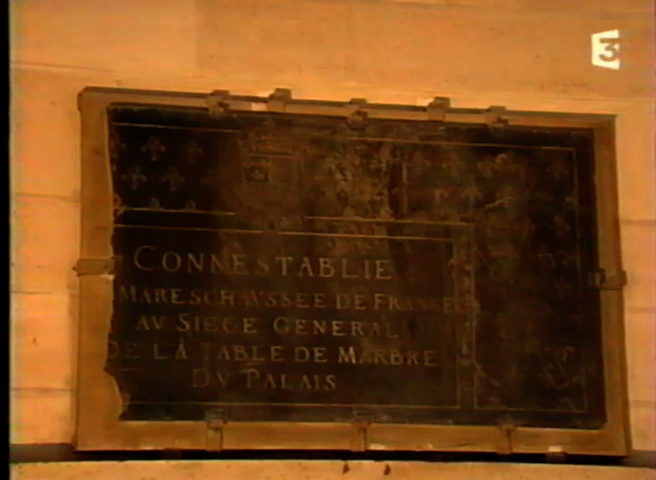 3
CONNESTABLIE
MARESCHAVSSEE DE FRANCE
AV SIEGE GENERAL
DE LA TABLE DE MARBRE
DV PALAIS